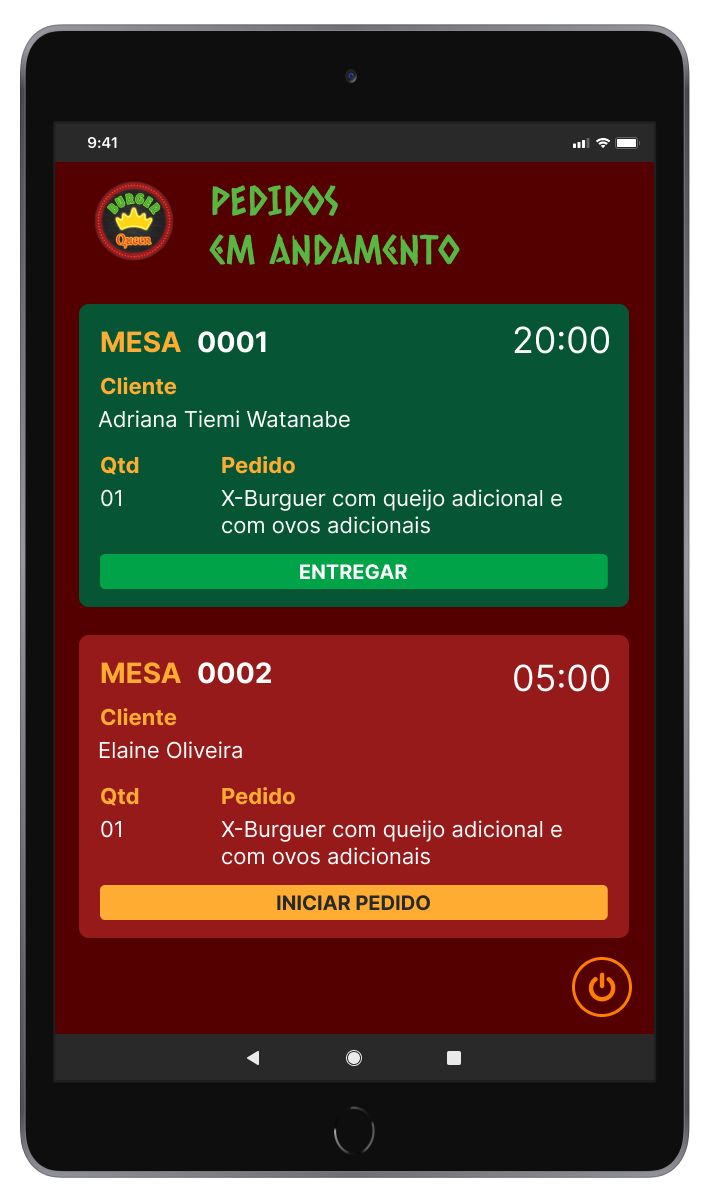 9:41
BURGER
Queen
PEDIDOS
EM ANDAMENTO
MESA 0001 20:00
Cliente
Adriana Tiemi Watanabe
Qtd Pedido
01 X-Burguer com queijo adicional e
com ovos adicionais
ENTREGAR
MESA 0002 05:00
Cliente
Elaine Oliveira
Qtd Pedido
01 X-Burguer com queijo adicional e
com ovos adicionais
INICIAR PEDIDO